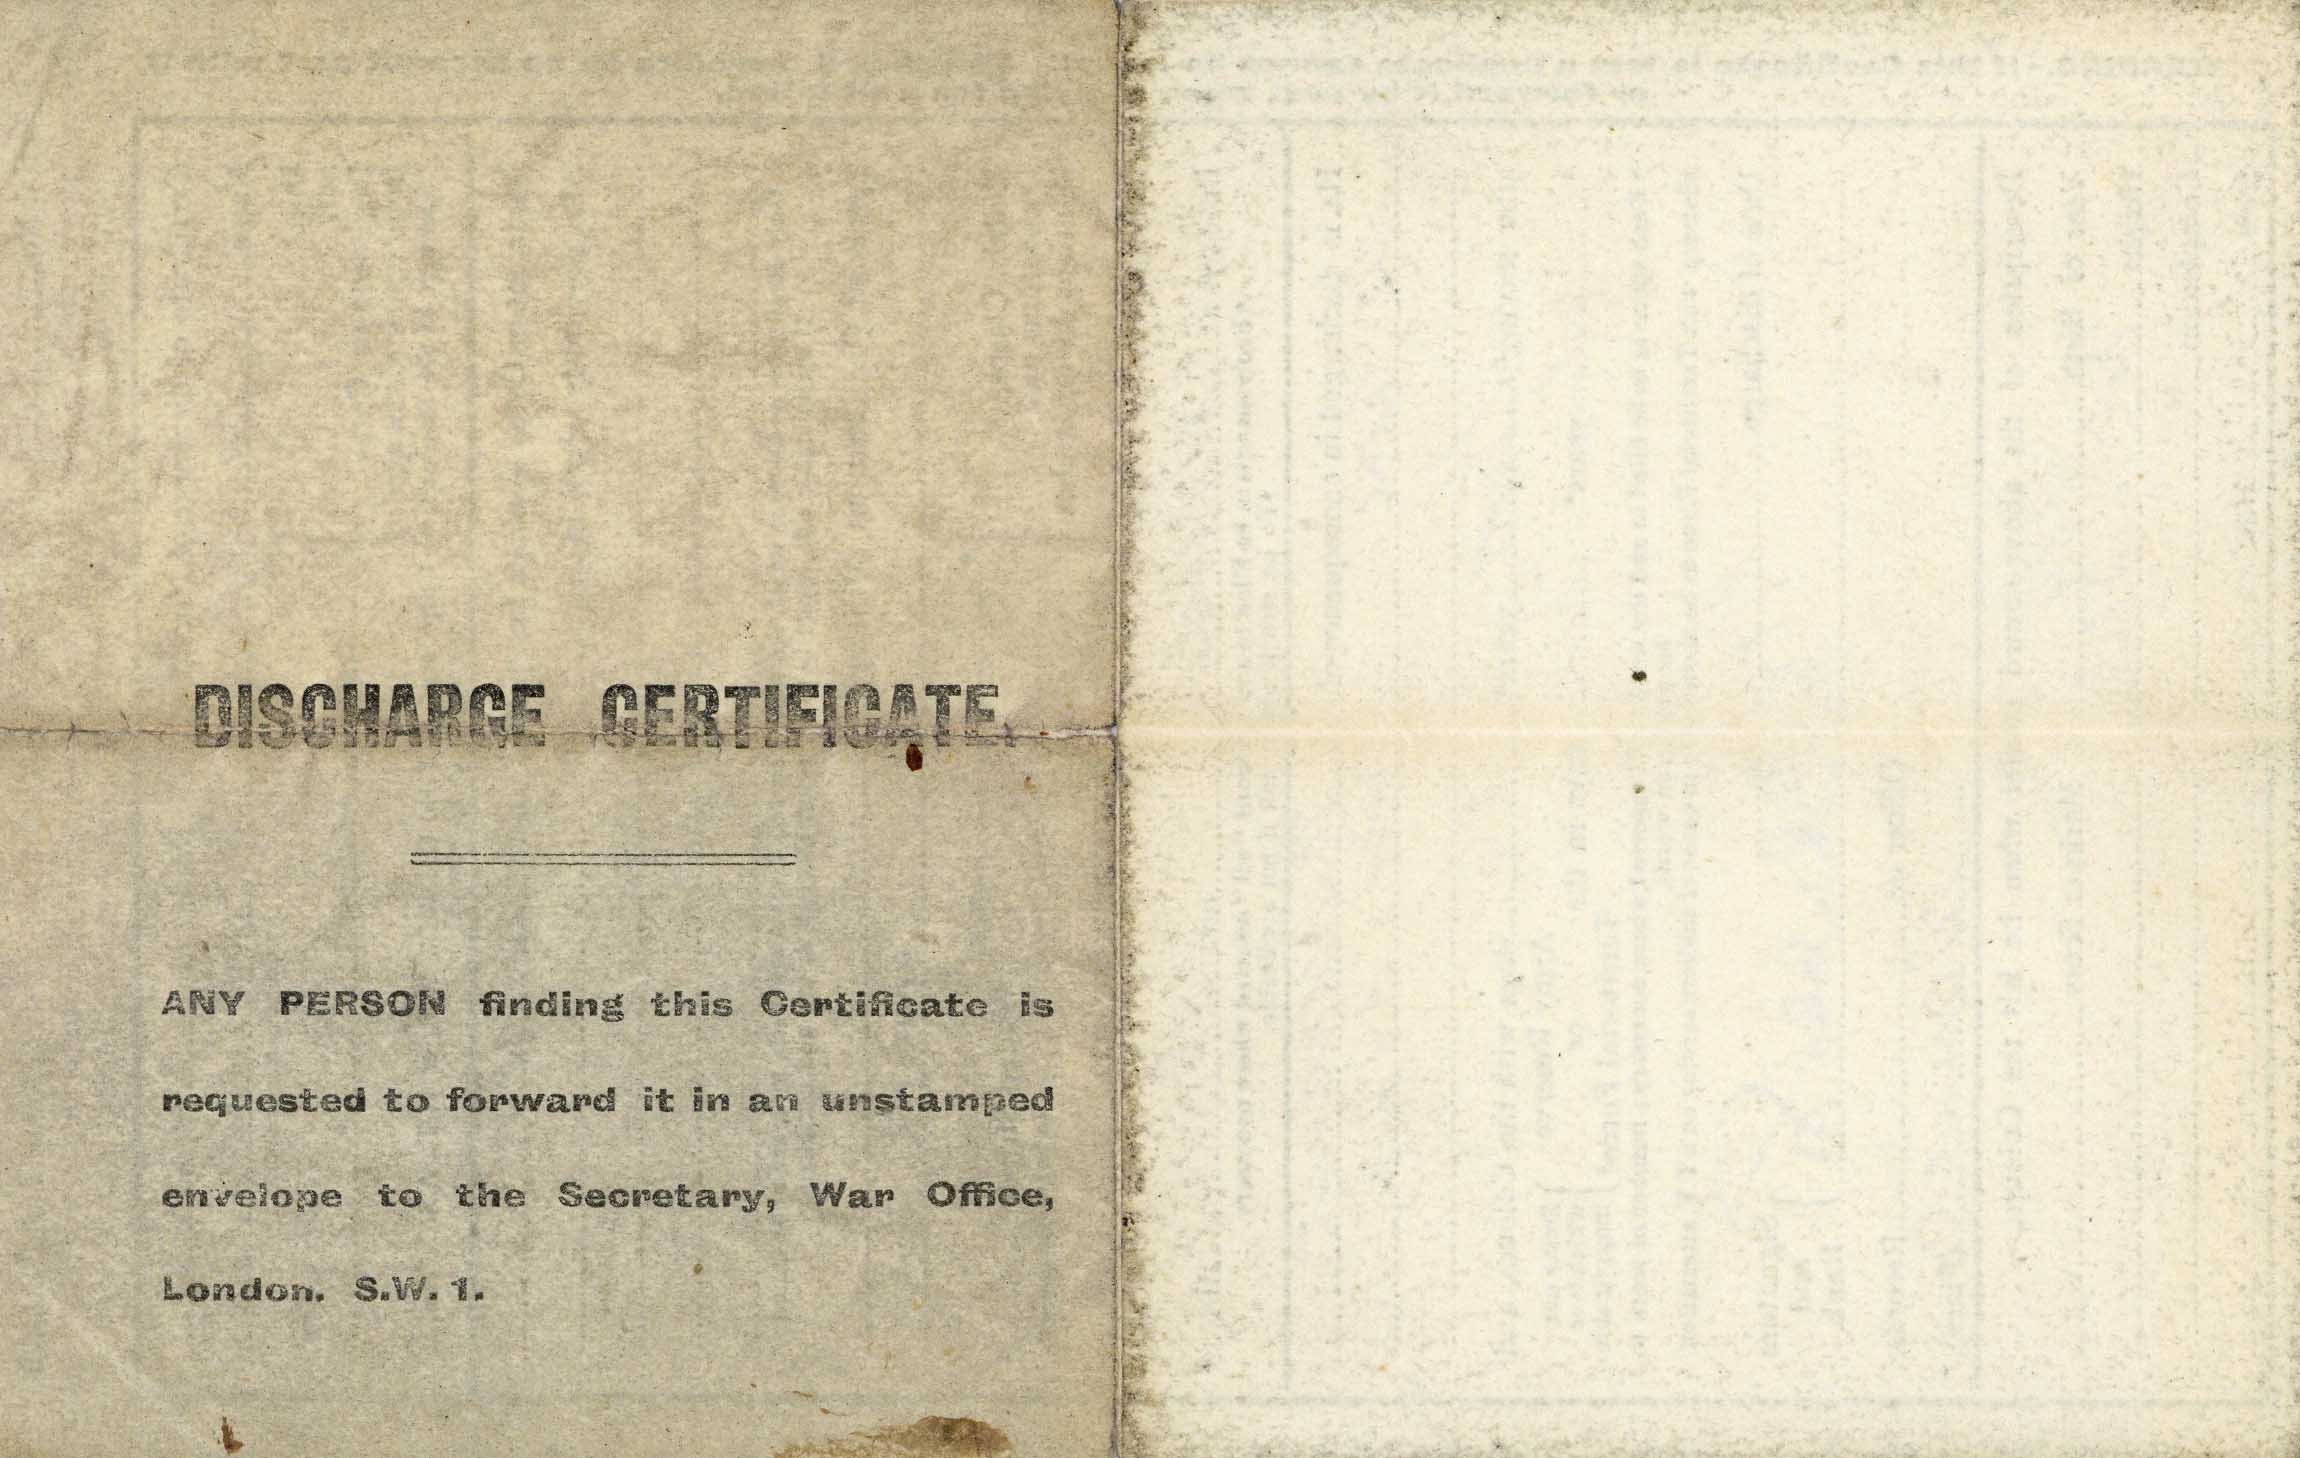 DISCHARGE CERTIFICATE.
ANY PERSON finding this Certificate is
requested to forward it in an unstamped
envelope to the Secretary, War Office,
London. S.W. 1.